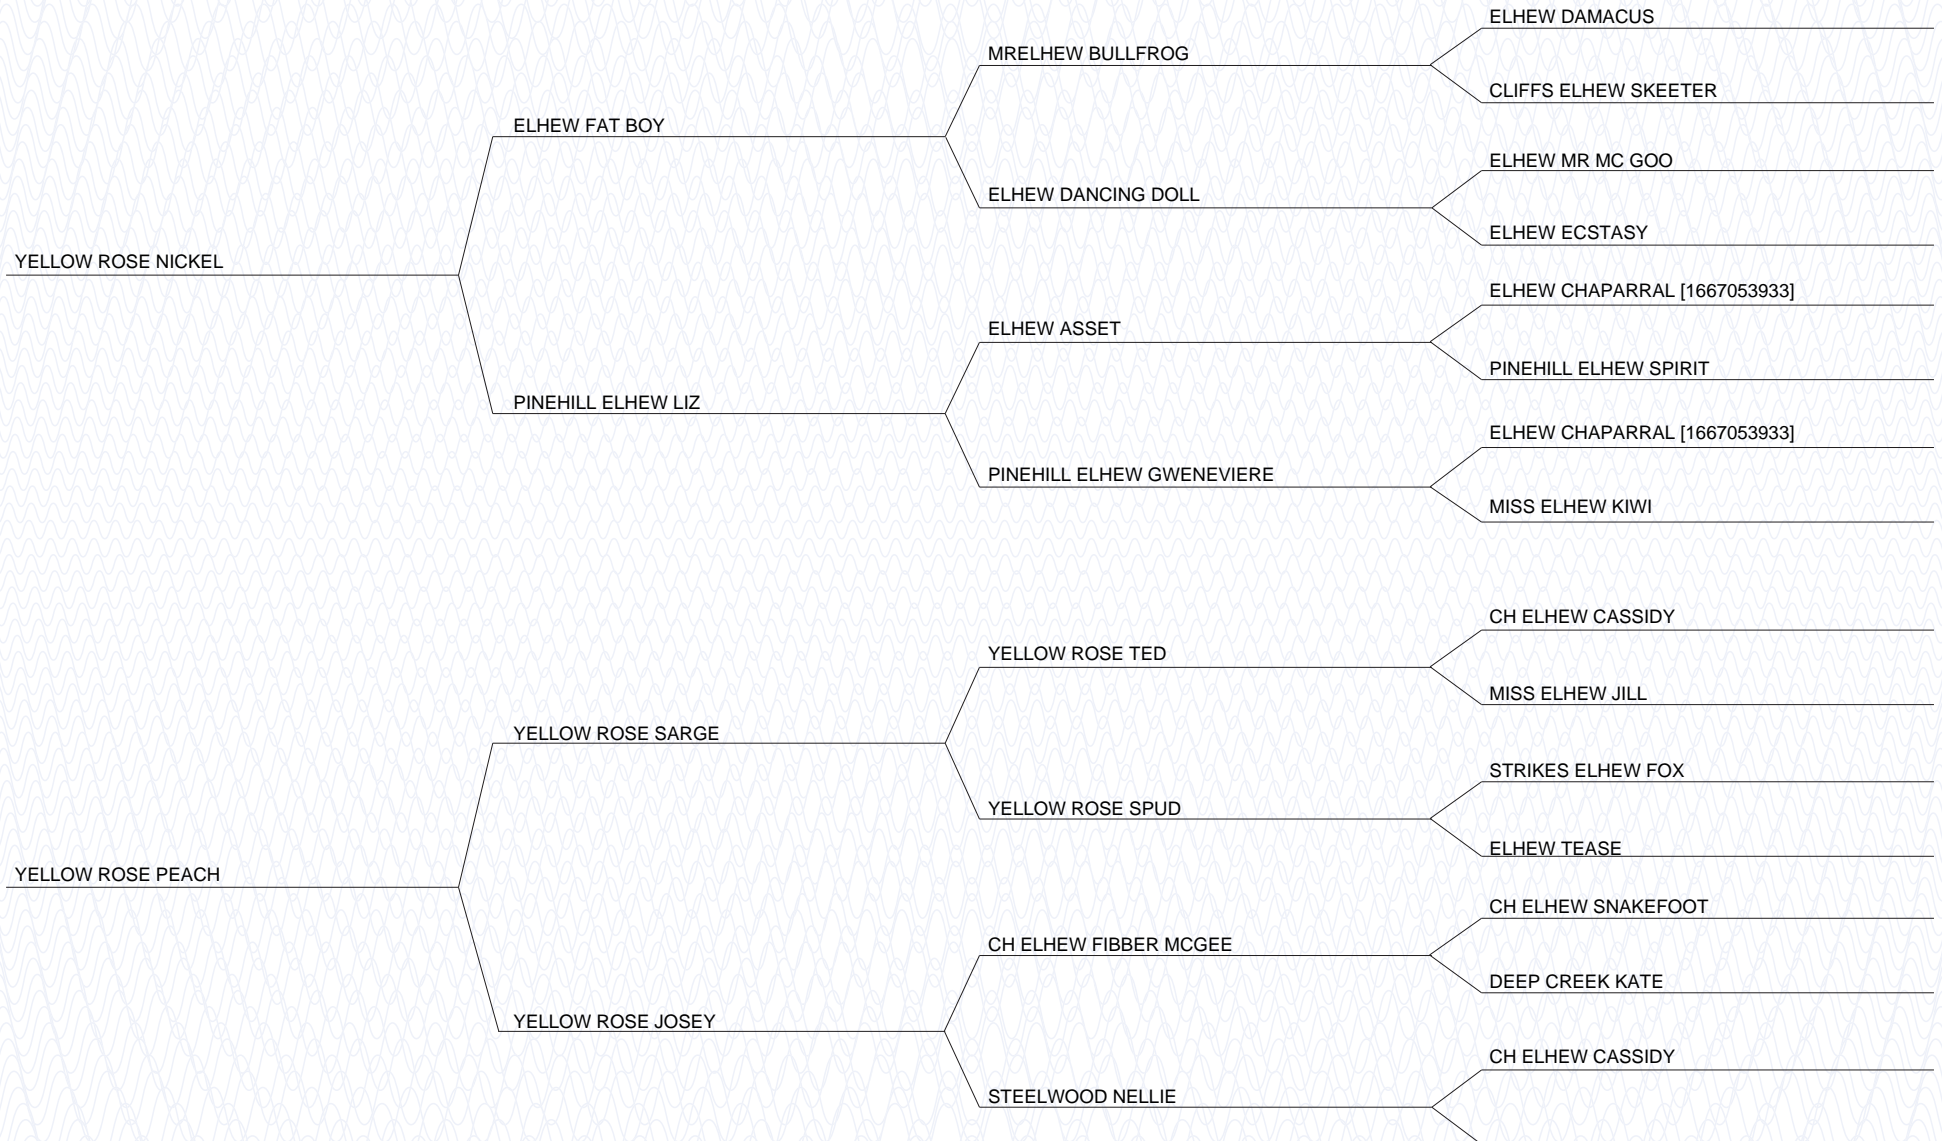 ELHEW DAMACUS
MRELHEW BULLFROG
CLIFFS ELHEW SKEETER
ELHEW FAT BOY
ELHEW MR MC GOO
ELHEW DANCING DOLL
ELHEW ECSTASY
YELLOW ROSE NICKEL
ELHEW CHAPARRAL [1667053933]
ELHEW ASSET
PINEHILL ELHEW SPIRIT
PINEHILL ELHEW LIZ
ELHEW CHAPARRAL [1667053933]
PINEHILL ELHEW GWENEVIERE
MISS ELHEW KIWI
CH ELHEW CASSIDY
YELLOW ROSE TED
MISS ELHEW JILL
YELLOW ROSE SARGE
STRIKES ELHEW FOX
YELLOW ROSE SPUD
ELHEW TEASE
YELLOW ROSE PEACH
CH ELHEW SNAKEFOOT
CH ELHEW FIBBER MCGEE
DEEP CREEK KATE
YELLOW ROSE JOSEY
CH ELHEW CASSIDY
STEELWOOD NELLIE